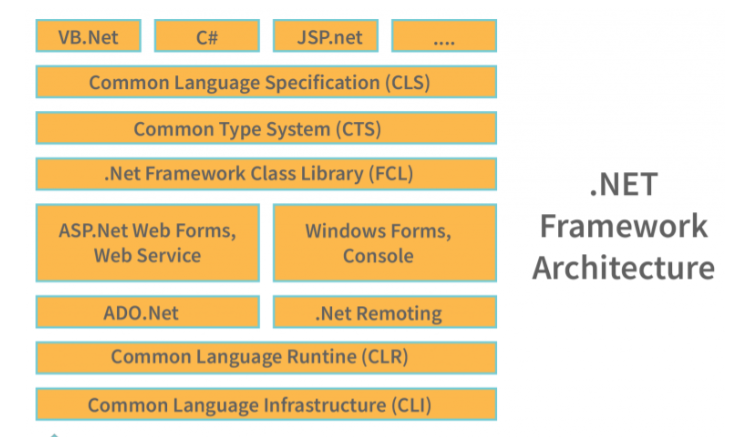 VB.Net
C#
JSP.net
....
Common Language Specification (CLS)
Common Type System (CTS)
.Net Framework Class Library (FCL)
ASP.Net Web Forms,
Web Service
Windows Forms,
Console
ADO.Net
.Net Remoting
Common Language Runtime (CLR)
Common Language Infrastructure (CLI)
.NET
Framework
Architecture